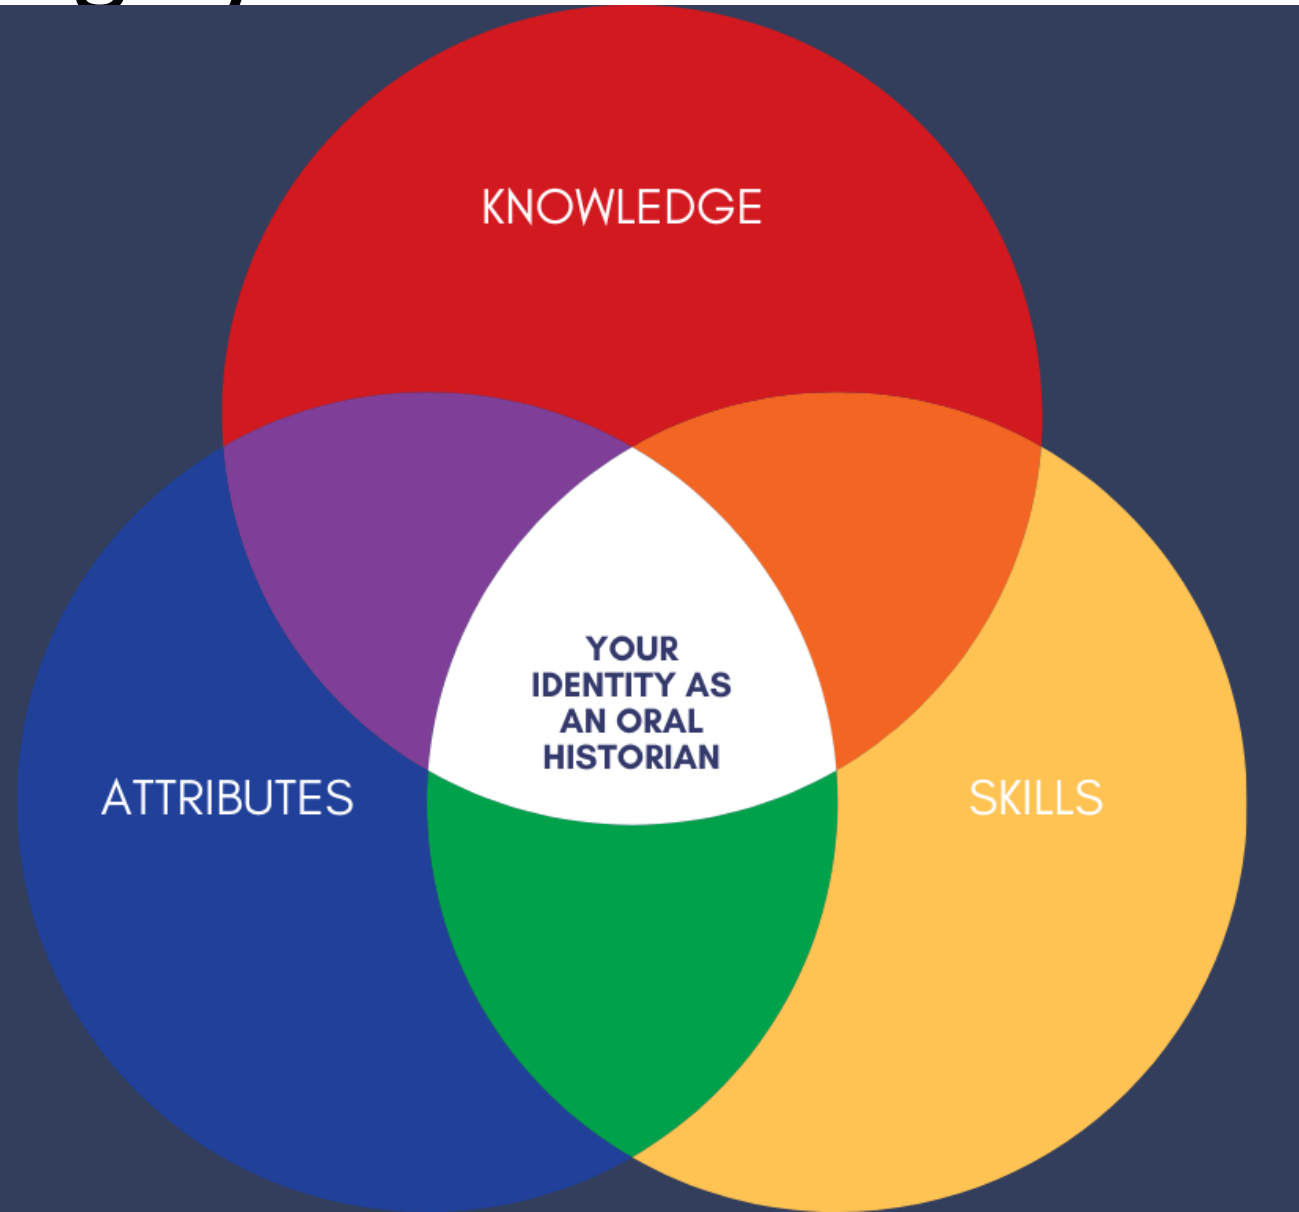 KNOWLEDGE
YOUR
IDENTITY AS
AN ORAL
HISTORIAN
ATTRIBUTES
SKILLS